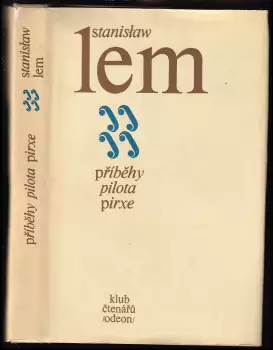 stanisław
lem
příběhy pilota pirxe
stanisław
lem
příběhy
pilota
pirxe
klub
čtenářů
/odeon/